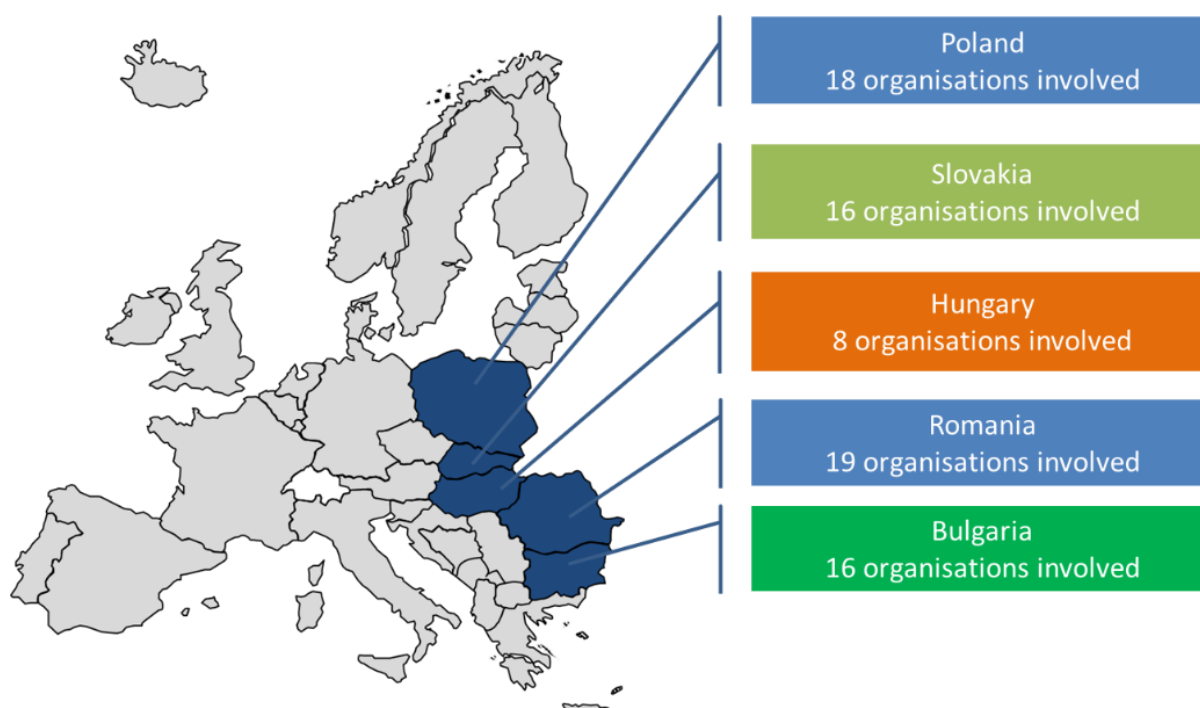 Poland
18 organisations involved
Slovakia
16 organisations involved
Hungary
8 organisations involved
Romania
19 organisations involved
Bulgaria
16 organisations involved